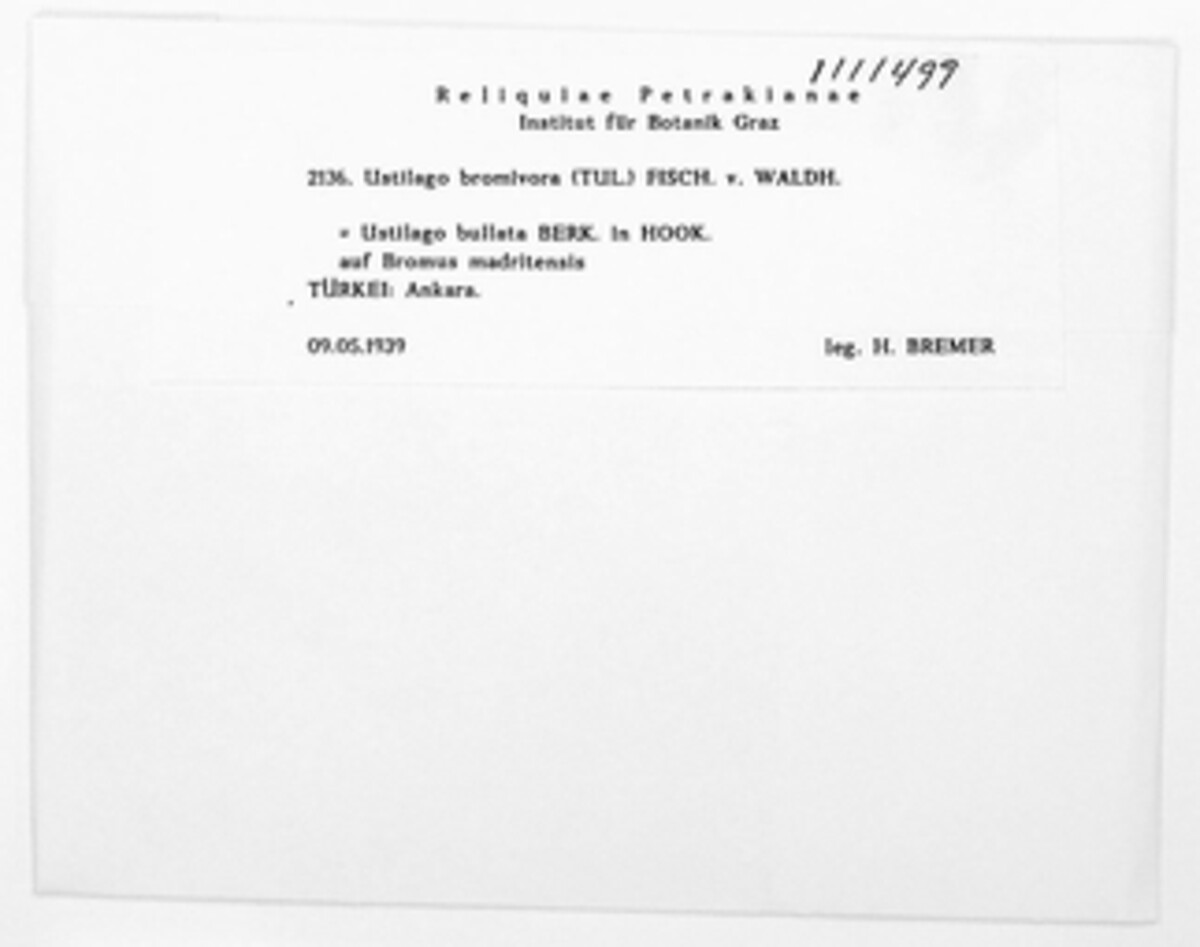 1111499
Reliquiae Petrakianae
Institut für Botanik Graz
2136. Ustilago bromivora (TUL.) FISCH. v. WALDH.
= Ustilago bullata BERK. in HOOK.
auf Bromus madritensis
TÜRKEI: Ankara.
09.05.1939 leg. H. BREMER